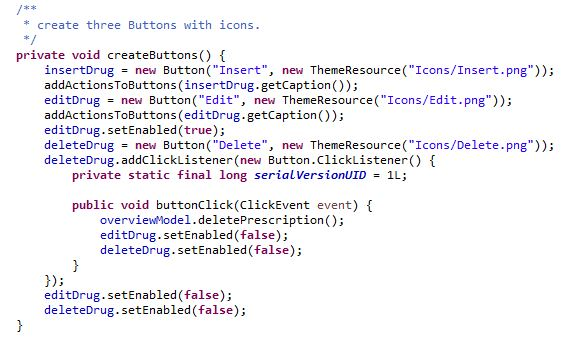 /**
 * create three Buttons with icons.
 */
private void createButtons() {
    insertDrug = new Button("Insert", new ThemeResource("Icons/Insert.png"));
    addActionsToButtons(insertDrug.getCaption());
    editDrug = new Button("Edit", new ThemeResource("Icons/Edit.png"));
    addActionsToButtons(editDrug.getCaption());
    editDrug.setEnabled(true);
    deleteDrug = new Button("Delete", new ThemeResource("Icons/Delete.png"));
    deleteDrug.addClickListener(new Button.ClickListener() {
        private static final long serialVersionUID = 1L;

        public void buttonClick(ClickEvent event) {
            overviewModel.deletePrescription();
            editDrug.setEnabled(false);
            deleteDrug.setEnabled(false);
        }
    });
    editDrug.setEnabled(false);
    deleteDrug.setEnabled(false);
}